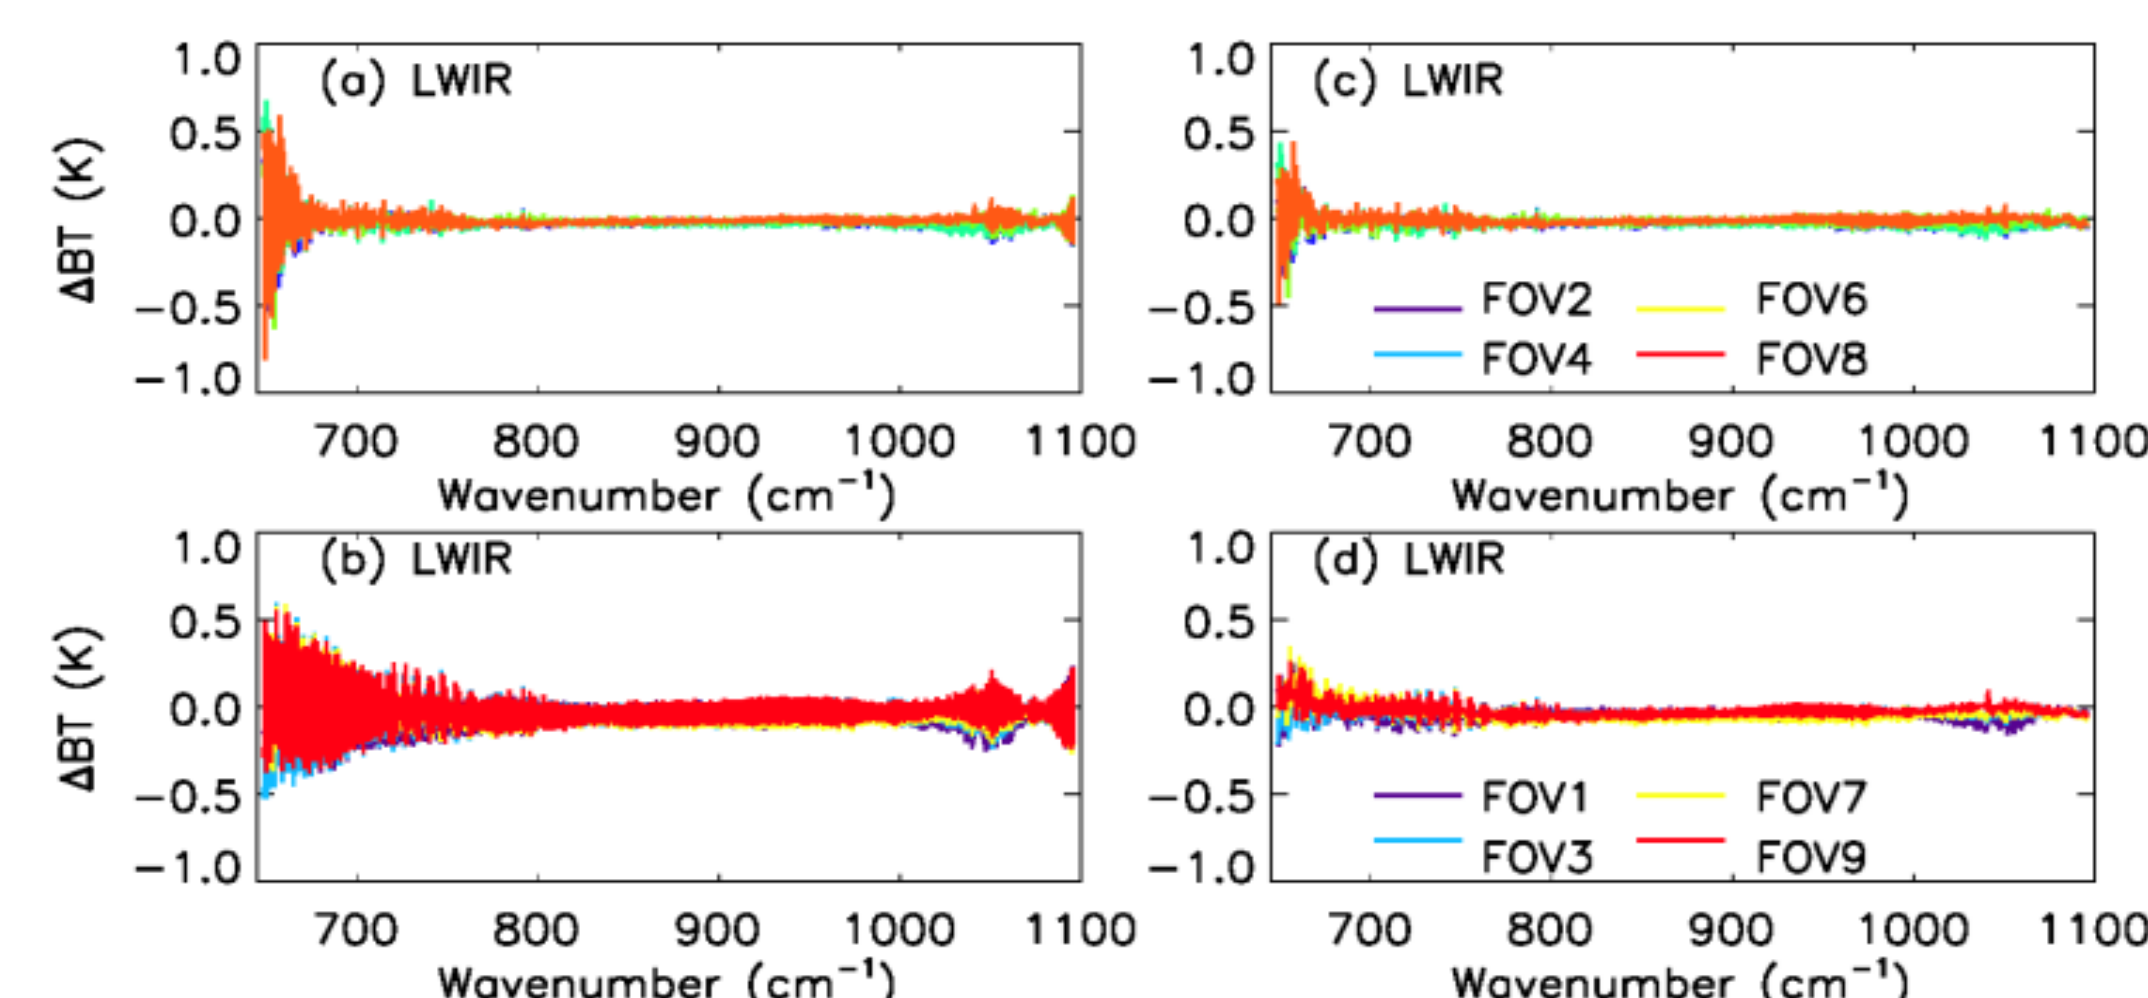 (a) LWIR
1.0
0.5
0.0
−0.5
−1.0
ΔBT (K)
700 800 900 1000 1100
Wavenumber (cm⁻¹)
(c) LWIR
1.0
0.5
0.0
−0.5
−1.0
FOV2 FOV6
FOV4 FOV8
700 800 900 1000 1100
Wavenumber (cm⁻¹)
(b) LWIR
1.0
0.5
0.0
−0.5
−1.0
ΔBT (K)
700 800 900 1000 1100
Wavenumber (cm⁻¹)
(d) LWIR
1.0
0.5
0.0
−0.5
−1.0
FOV1 FOV7
FOV3 FOV9
700 800 900 1000 1100
Wavenumber (cm⁻¹)